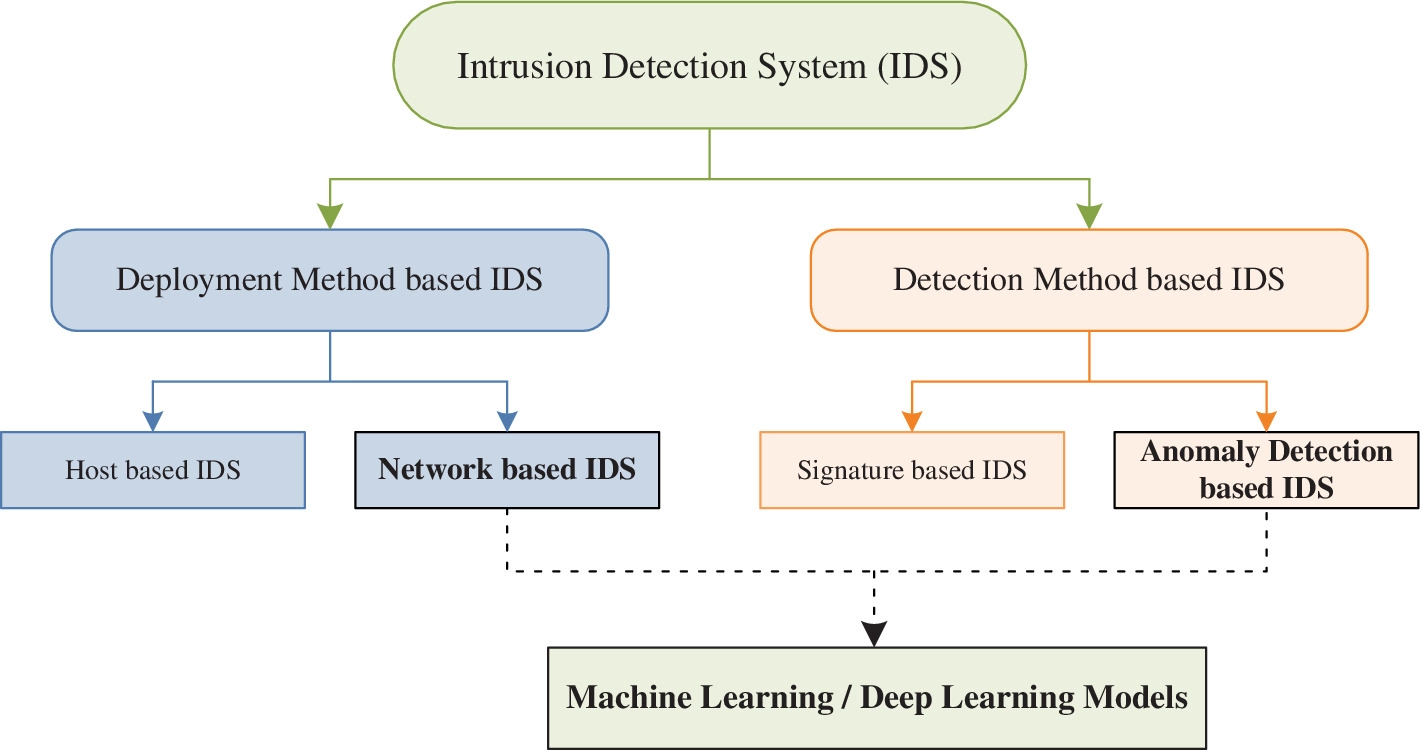 Intrusion Detection System (IDS)
Deployment Method based IDS
Detection Method based IDS
Host based IDS
Network based IDS
Signature based IDS
Anomaly Detection
based IDS
Machine Learning / Deep Learning Models